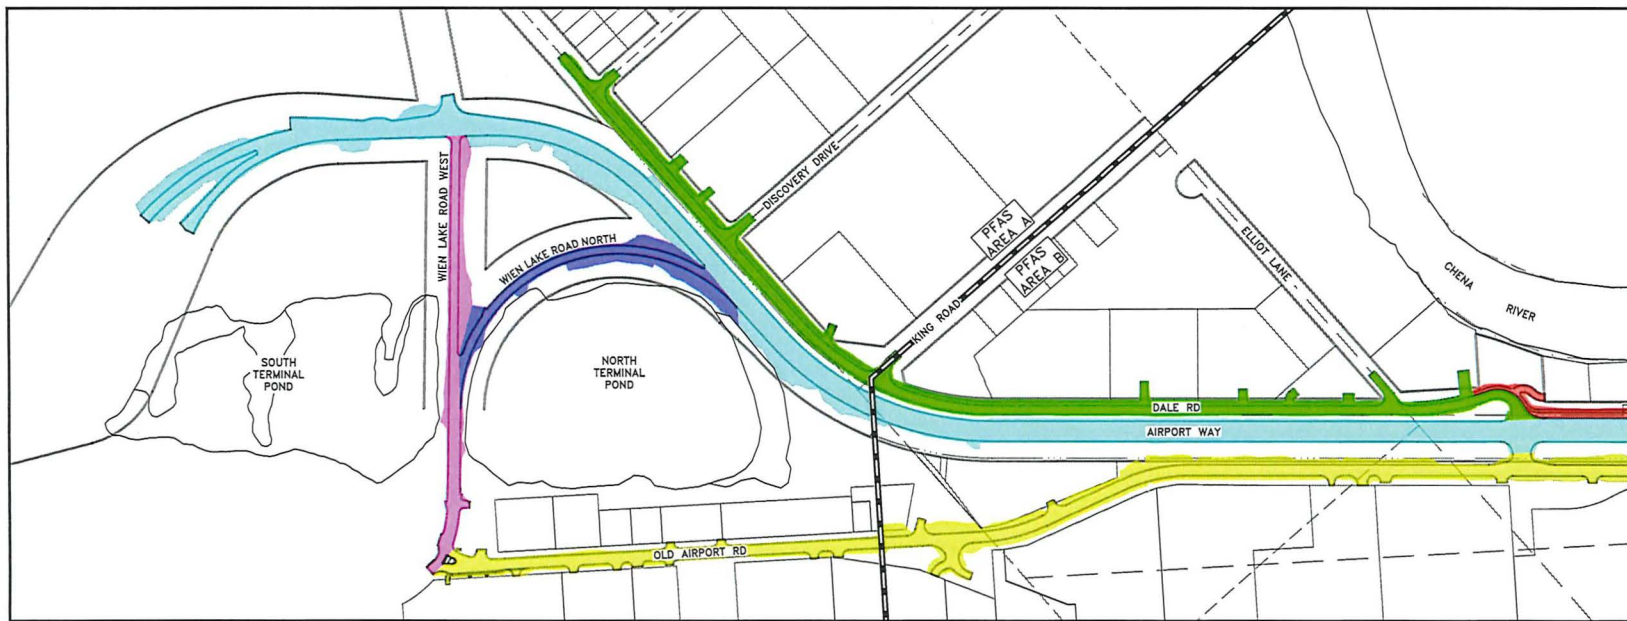 WIEN LAKE ROAD WEST
WIEN LAKE ROAD NORTH
DISCOVERY DRIVE
PFAS
AREA A
PFAS
AREA B
KING ROAD
ELLIOT LANE
CHENA
RIVER
SOUTH
TERMINAL
POND
NORTH
TERMINAL
POND
DALE RD
AIRPORT WAY
OLD AIRPORT RD